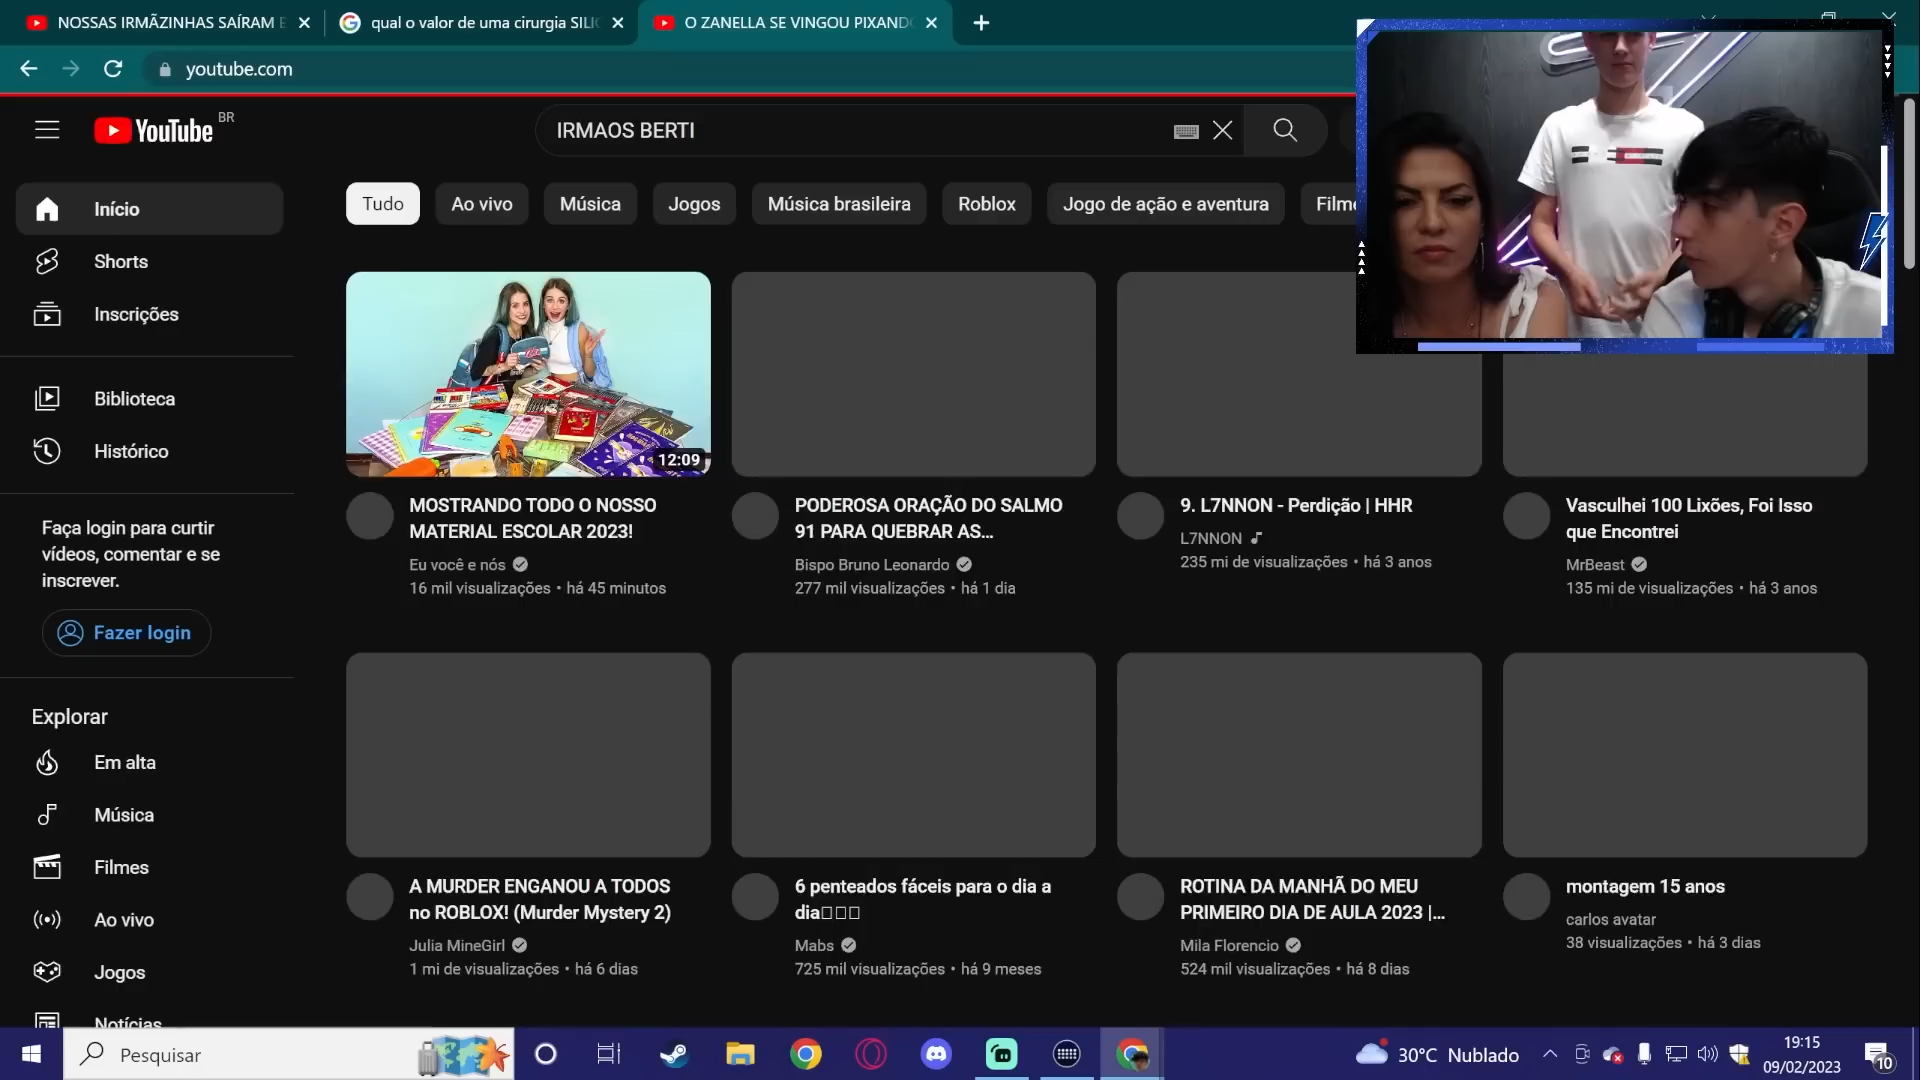 NOSSAS IRMÃZINHAS SAÍRAM E
qual o valor de uma cirurgia SILIC
O ZANELLA SE VINGOU PIXANDO
youtube.com
YouTube BR
IRMAOS BERTI
Tudo
Ao vivo
Música
Jogos
Música brasileira
Roblox
Jogo de ação e aventura
Início
Shorts
Inscrições
Biblioteca
Histórico
Faça login para curtir
vídeos, comentar e se
inscrever.
Fazer login
Explorar
Em alta
Música
Filmes
Ao vivo
Jogos
Notícias
12:09
MOSTRANDO TODO O NOSSO
MATERIAL ESCOLAR 2023!
Eu você e nós
16 mil visualizações • há 45 minutos
PODEROSA ORAÇÃO DO SALMO
91 PARA QUEBRAR AS...
Bispo Bruno Leonardo
277 mil visualizações • há 1 dia
9. L7NNON - Perdição | HHR
L7NNON
235 mi de visualizações • há 3 anos
Vasculhei 100 Lixões, Foi Isso
que Encontrei
MrBeast
135 mi de visualizações • há 3 anos
A MURDER ENGANOU A TODOS
no ROBLOX! (Murder Mystery 2)
Julia MineGirl
1 mi de visualizações • há 6 dias
6 penteados fáceis para o dia a
dia
Mabs
725 mil visualizações • há 9 meses
ROTINA DA MANHÃ DO MEU
PRIMEIRO DIA DE AULA 2023 |...
Mila Florencio
524 mil visualizações • há 8 dias
montagem 15 anos
carlos avatar
38 visualizações • há 3 dias
Pesquisar
30°C Nublado
19:15
09/02/2023
10